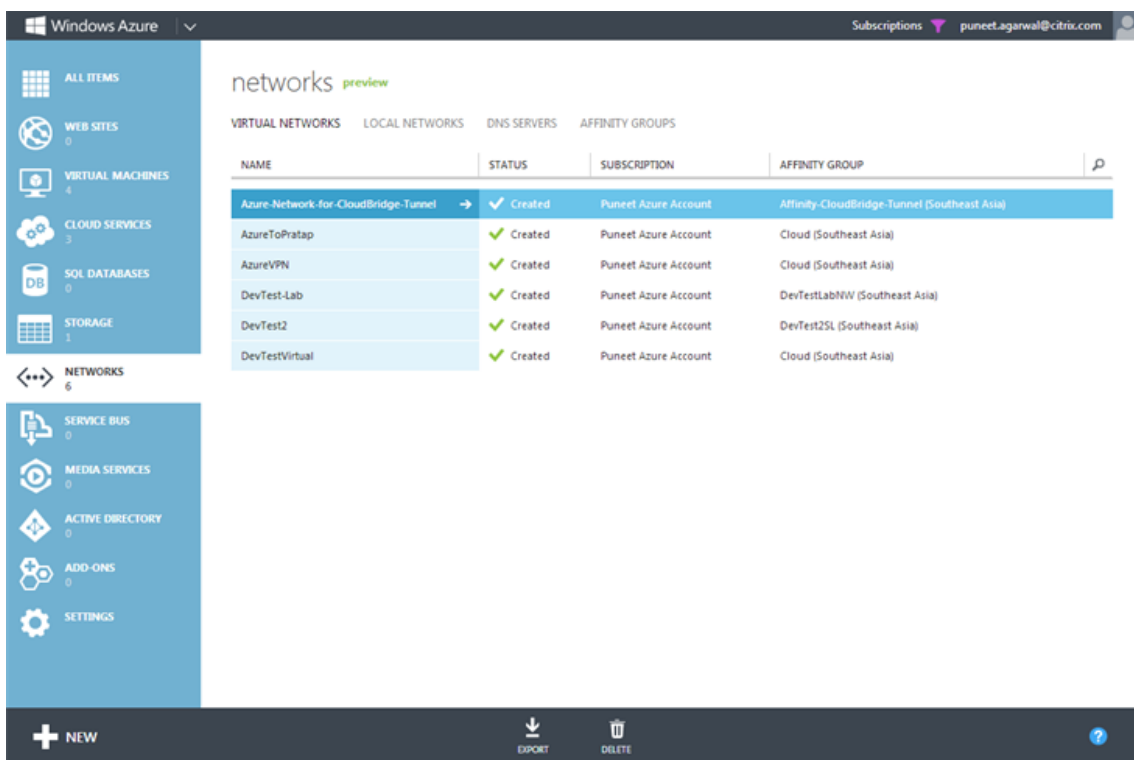 Windows Azure
Subscriptions puneet.agarwal@citrix.com
ALL ITEMS
WEB SITES
0
VIRTUAL MACHINES
4
CLOUD SERVICES
3
DB
SQL DATABASES
0
STORAGE
1
NETWORKS
6
SERVICE BUS
0
MEDIA SERVICES
0
ACTIVE DIRECTORY
0
ADD-ONS
0
SETTINGS
networks preview
VIRTUAL NETWORKS LOCAL NETWORKS DNS SERVERS AFFINITY GROUPS
NAME STATUS SUBSCRIPTION AFFINITY GROUP
Azure-Network-for-CloudBridge-Tunnel Created Puneet Azure Account Affinity-CloudBridge-Tunnel (Southeast Asia)
AzureToPratap Created Puneet Azure Account Cloud (Southeast Asia)
AzureVPN Created Puneet Azure Account Cloud (Southeast Asia)
DevTest-Lab Created Puneet Azure Account DevTestLabNW (Southeast Asia)
DevTest2 Created Puneet Azure Account DevTest2SL (Southeast Asia)
DevTestVirtual Created Puneet Azure Account Cloud (Southeast Asia)
NEW EXPORT DELETE ?